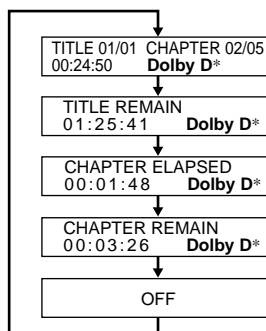 TITLE 01/01 CHAPTER 02/05
00:24:50 Dolby D*
TITLE REMAIN
01:25:41 Dolby D*
CHAPTER ELAPSED
00:01:48 Dolby D*
CHAPTER REMAIN
00:03:26 Dolby D*
OFF